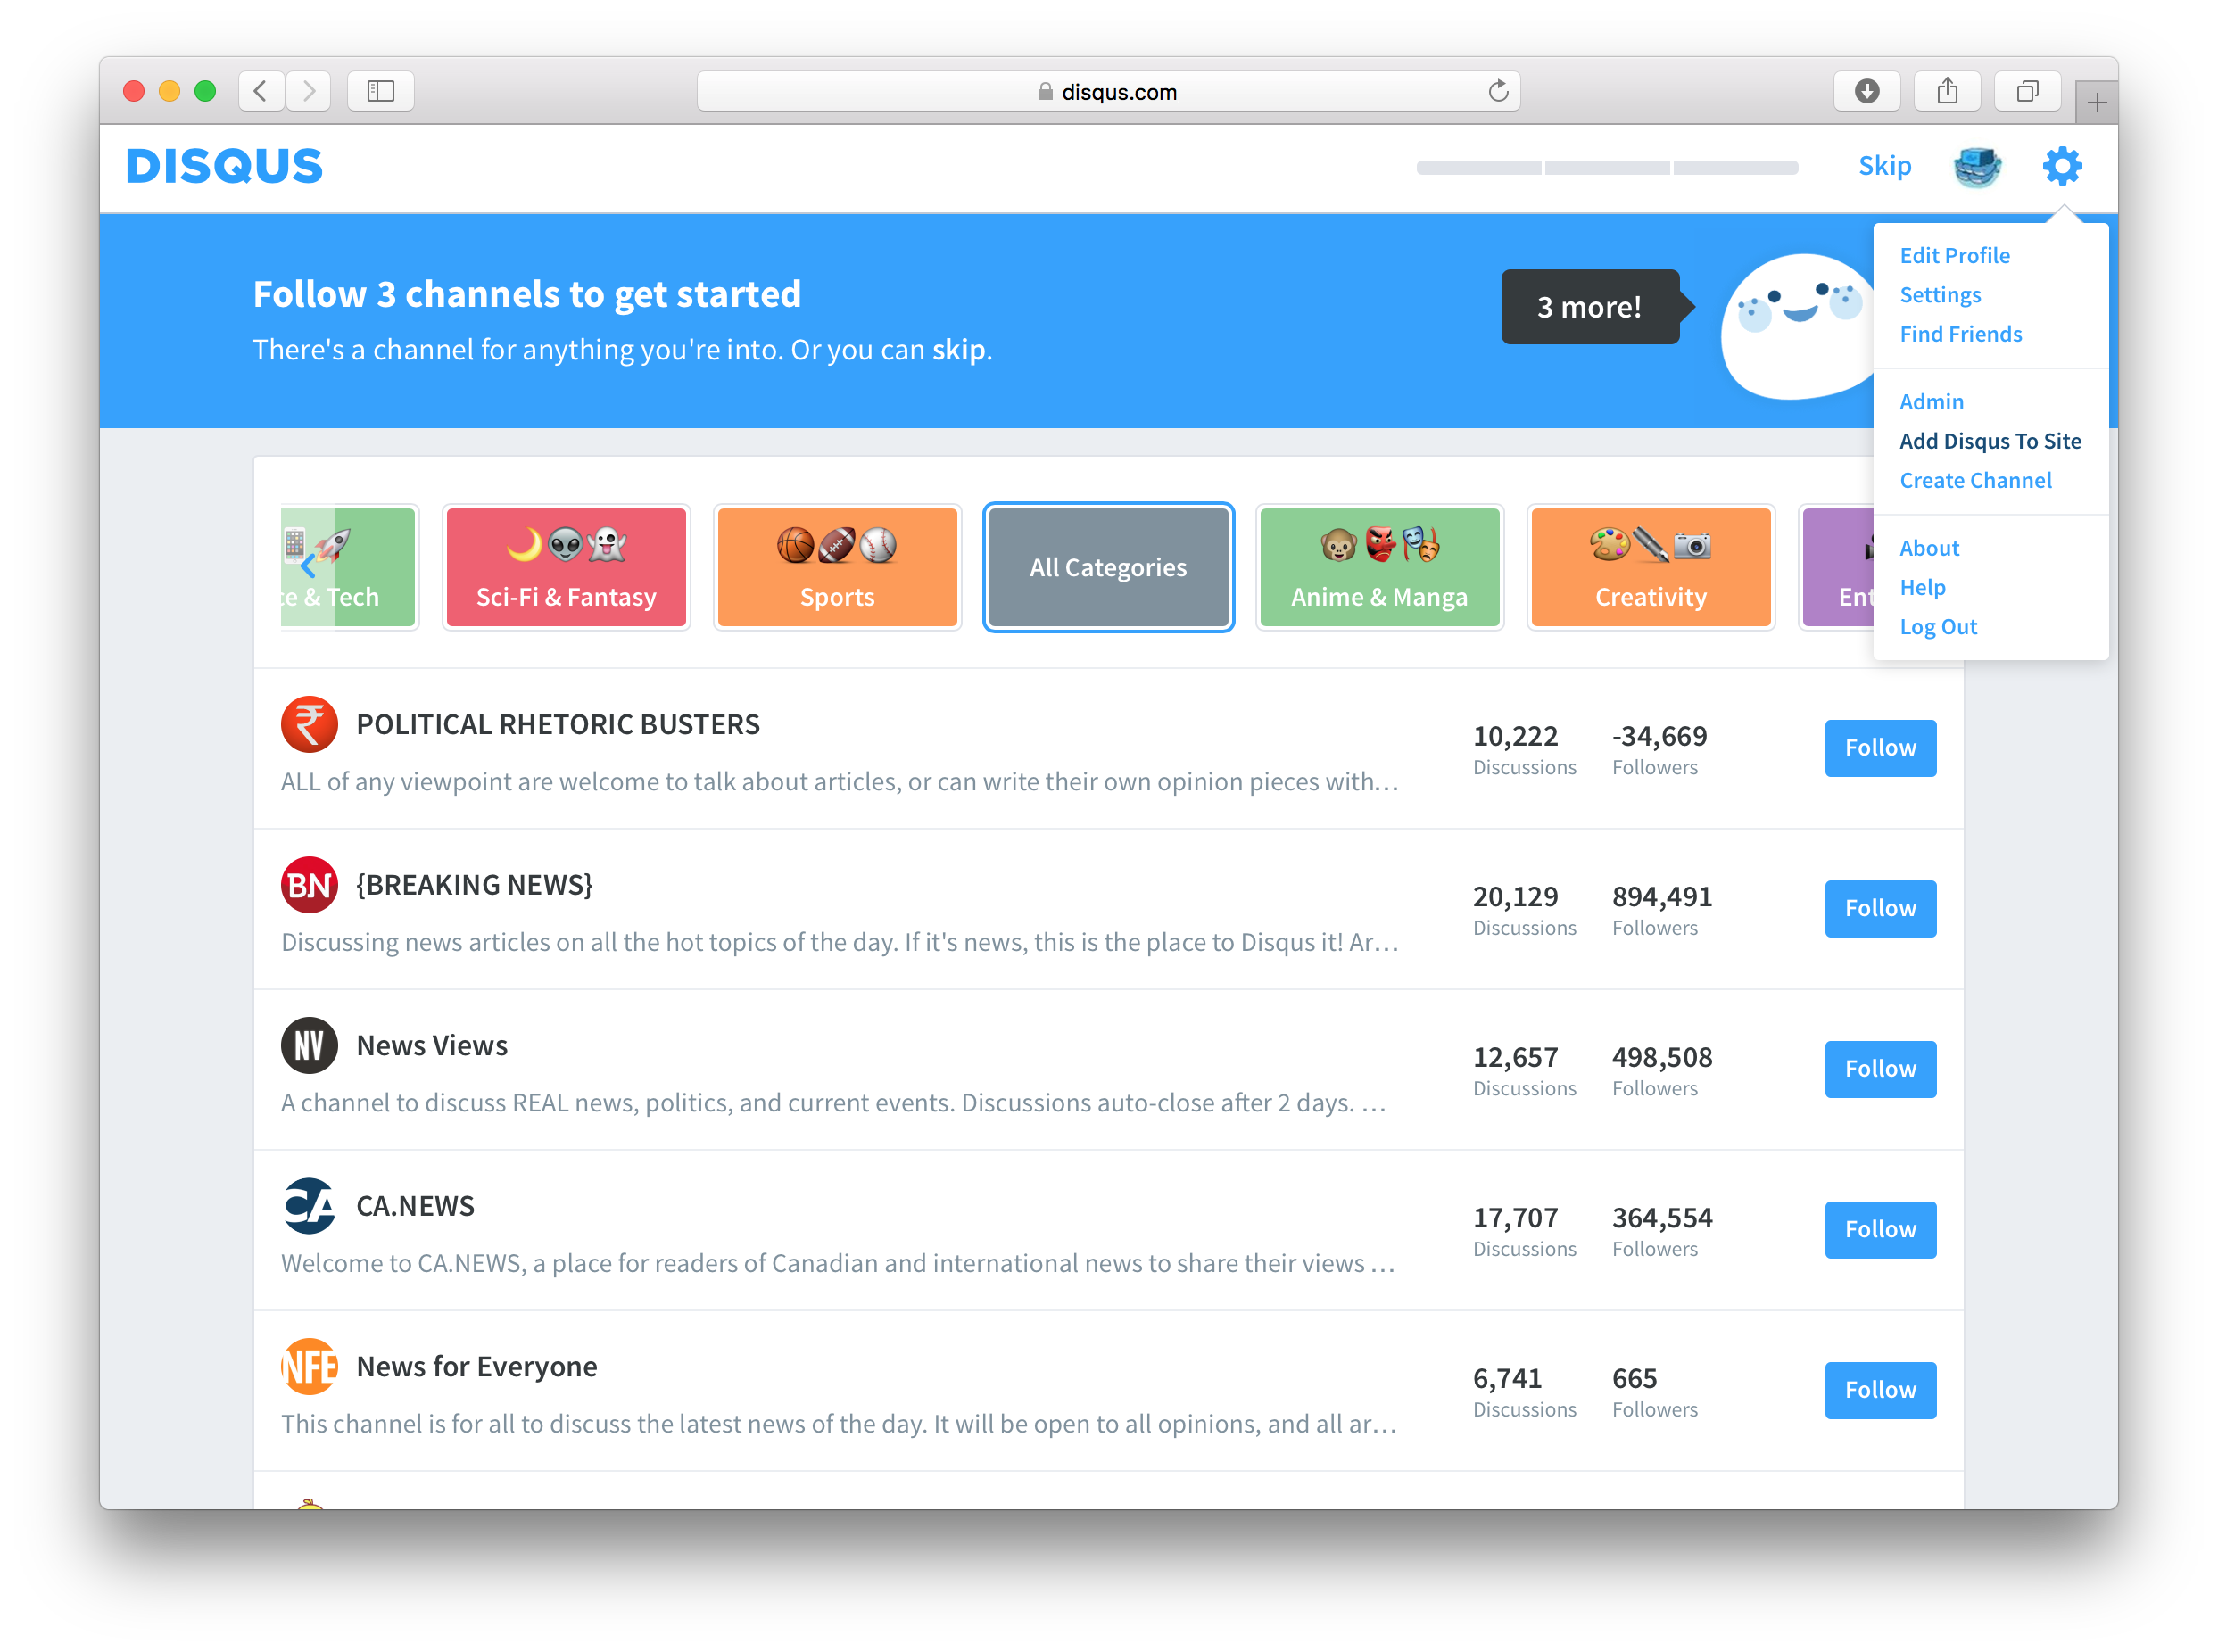 disqus.com
DISQUS
Skip
Follow 3 channels to get started
There's a channel for anything you're into. Or you can skip.
3 more!
Edit Profile
Settings
Find Friends
Admin
Add Disqus To Site
Create Channel
About
Help
Log Out
ce & Tech
Sci-Fi & Fantasy
Sports
All Categories
Anime & Manga
Creativity
Ent
POLITICAL RHETORIC BUSTERS
ALL of any viewpoint are welcome to talk about articles, or can write their own opinion pieces with…
10,222
Discussions
-34,669
Followers
Follow
BN
{BREAKING NEWS}
Discussing news articles on all the hot topics of the day. If it's news, this is the place to Disqus it! Ar…
20,129
Discussions
894,491
Followers
Follow
NV
News Views
A channel to discuss REAL news, politics, and current events. Discussions auto-close after 2 days. …
12,657
Discussions
498,508
Followers
Follow
CA
CA.NEWS
Welcome to CA.NEWS, a place for readers of Canadian and international news to share their views …
17,707
Discussions
364,554
Followers
Follow
NFE
News for Everyone
This channel is for all to discuss the latest news of the day. It will be open to all opinions, and all ar…
6,741
Discussions
665
Followers
Follow